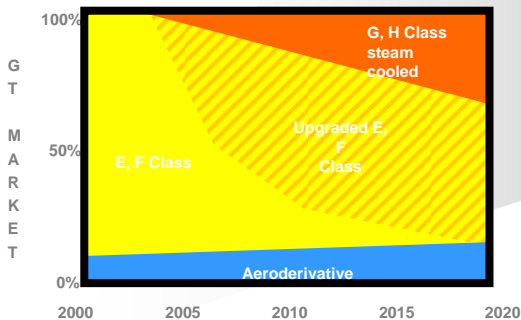 100%
G, H Class
steam
cooled
G
T
M
A
R
K
E
T
Upgraded E,
F
Class
50%
E, F Class
Aeroderivative
0%
2000 2005 2010 2015 2020